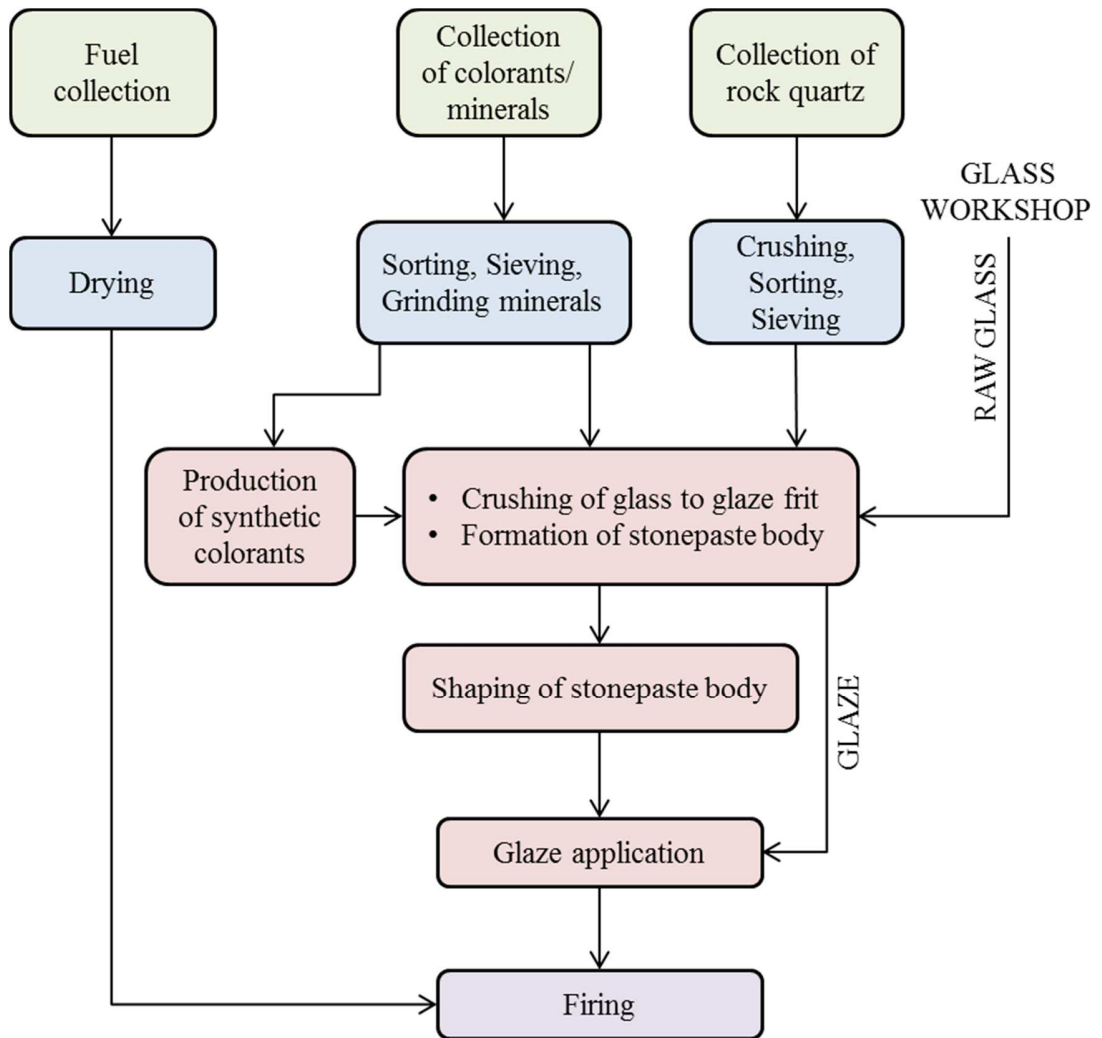 Fuel
collection
Collection
of colorants/
minerals
Collection of
rock quartz
GLASS
WORKSHOP
Drying
Sorting, Sieving,
Grinding minerals
Crushing,
Sorting,
Sieving
RAW GLASS
Production
of synthetic
colorants
• Crushing of glass to glaze frit
• Formation of stonepaste body
Shaping of stonepaste body
GLAZE
Glaze application
Firing